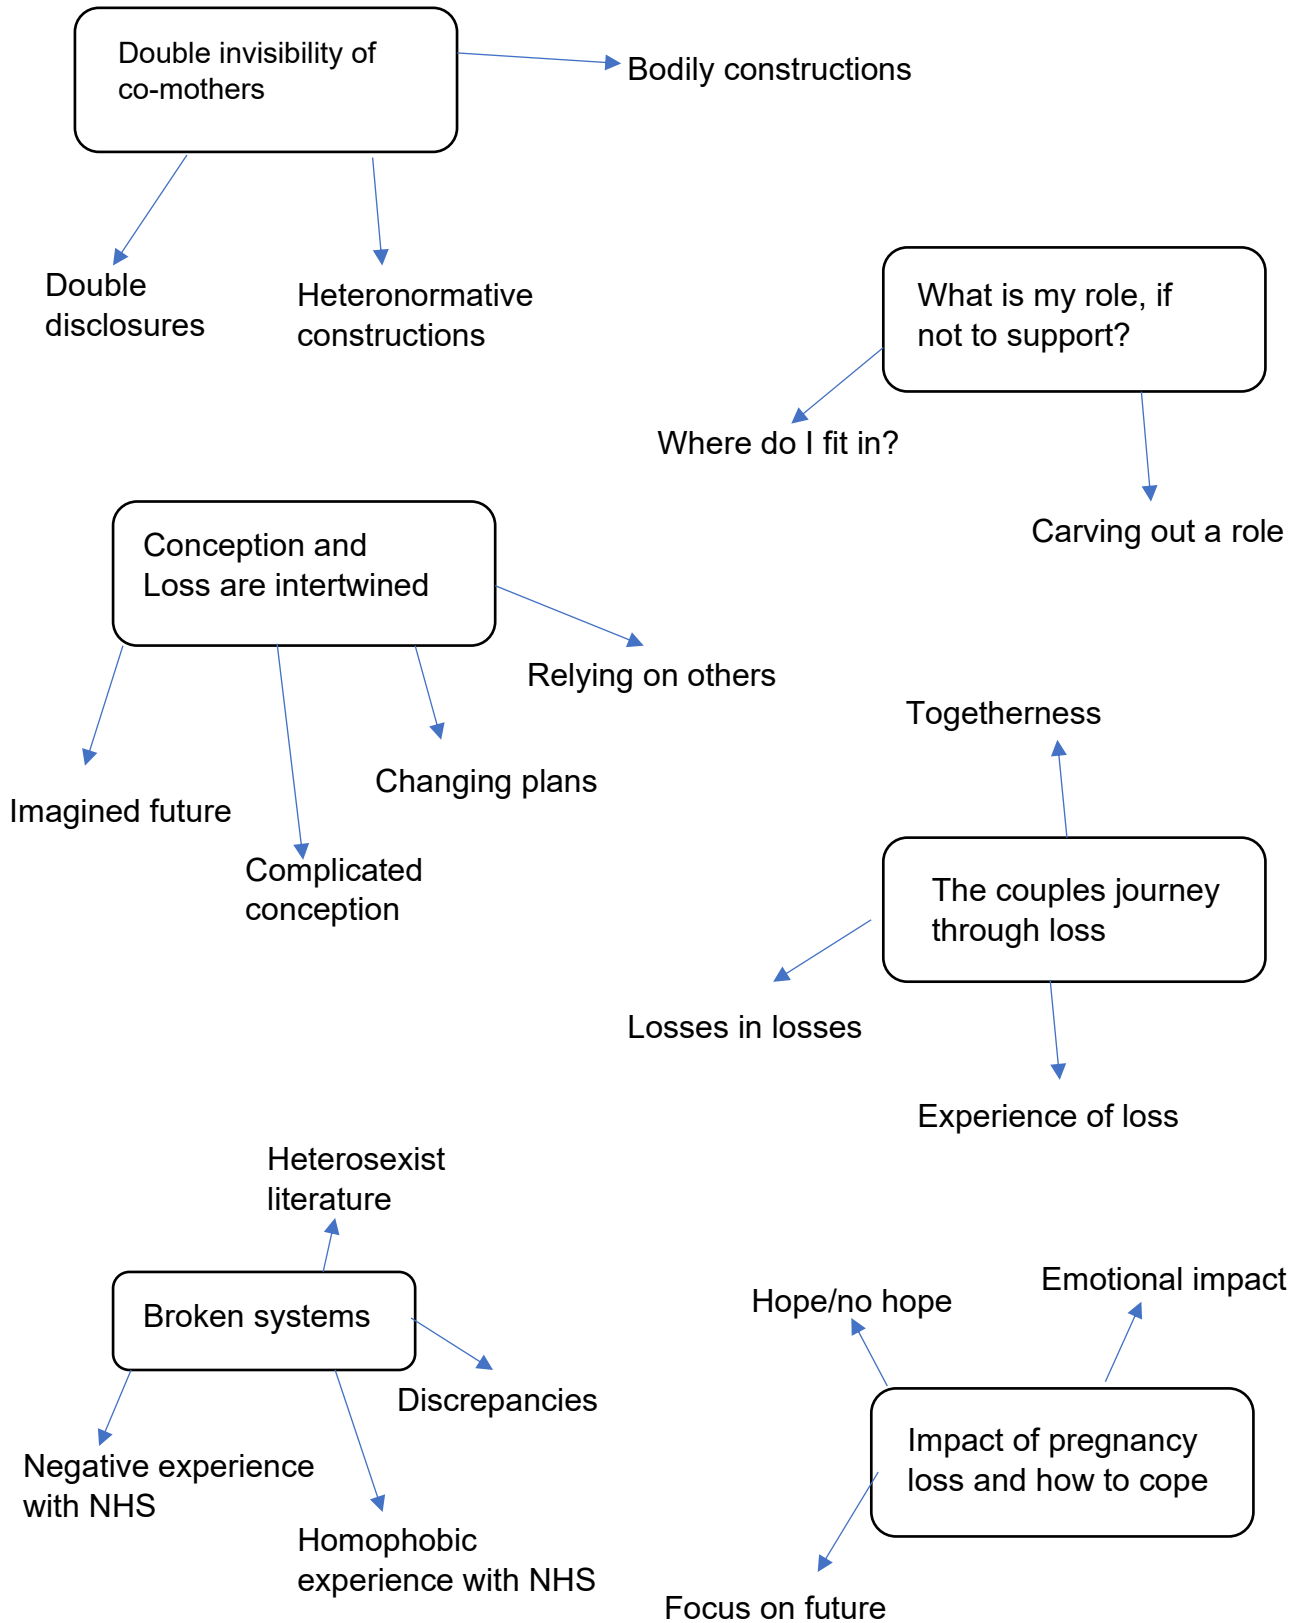 Double invisibility of
co-mothers
Bodily constructions
Double
disclosures
Heteronormative
constructions
What is my role, if
not to support?
Where do I fit in?
Carving out a role
Conception and
Loss are intertwined
Relying on others
Changing plans
Imagined future
Complicated
conception
Togetherness
The couples journey
through loss
Losses in losses
Experience of loss
Heterosexist
literature
Broken systems
Discrepancies
Negative experience
with NHS
Homophobic
experience with NHS
Hope/no hope
Emotional impact
Impact of pregnancy
loss and how to cope
Focus on future